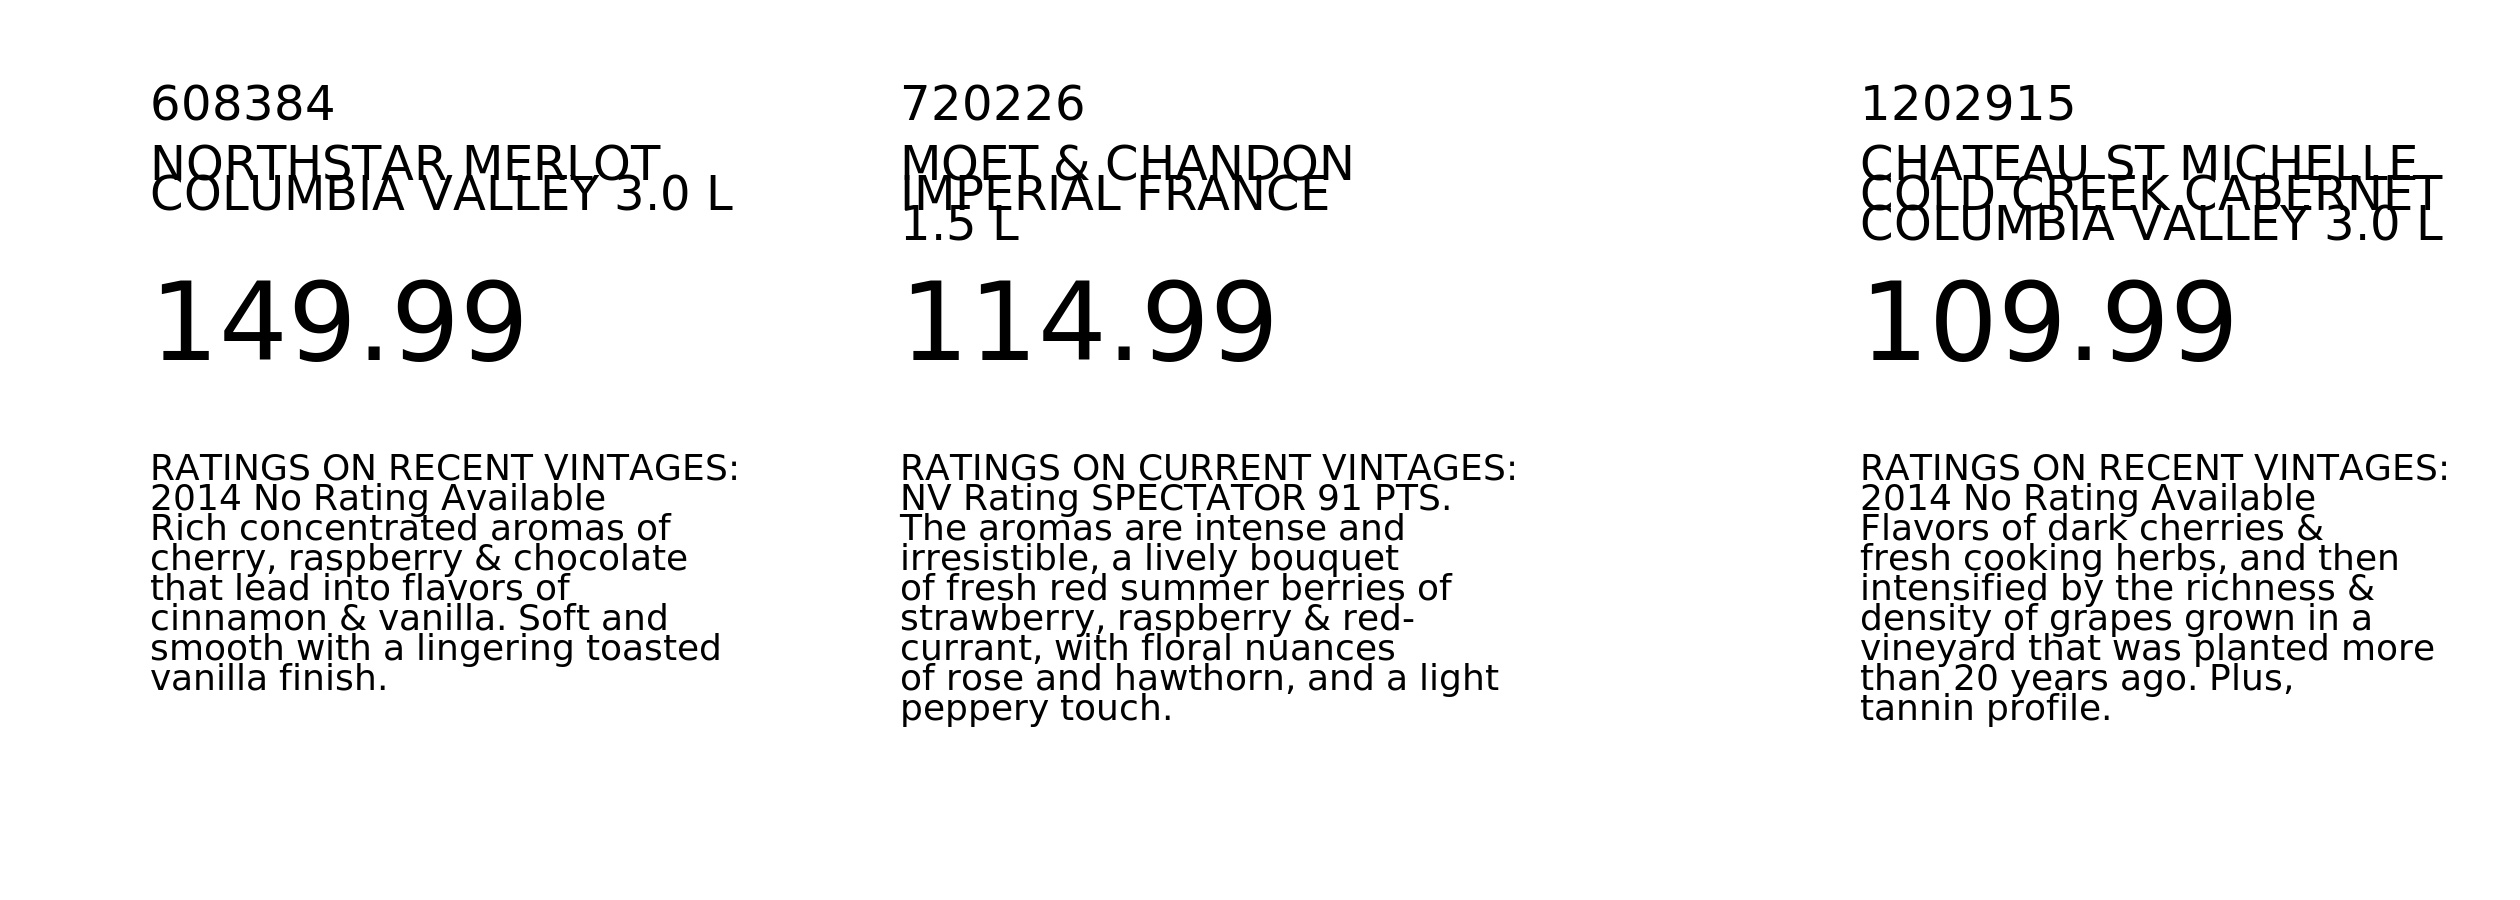 608384
NORTHSTAR MERLOT
COLUMBIA VALLEY 3.0 L
149.99
RATINGS ON RECENT VINTAGES:
2014 No Rating Available
Rich concentrated aromas of
cherry, raspberry & chocolate
that lead into flavors of
cinnamon & vanilla. Soft and
smooth with a lingering toasted
vanilla finish.
720226
MOET & CHANDON
IMPERIAL FRANCE
1.5 L
114.99
RATINGS ON CURRENT VINTAGES:
NV Rating SPECTATOR 91 PTS.
The aromas are intense and
irresistible, a lively bouquet
of fresh red summer berries of
strawberry, raspberry & red-
currant, with floral nuances
of rose and hawthorn, and a light
peppery touch.
1202915
CHATEAU ST MICHELLE
COLD CREEK CABERNET
COLUMBIA VALLEY 3.0 L
109.99
RATINGS ON RECENT VINTAGES:
2014 No Rating Available
Flavors of dark cherries &
fresh cooking herbs, and then
intensified by the richness &
density of grapes grown in a
vineyard that was planted more
than 20 years ago. Plus,
tannin profile.